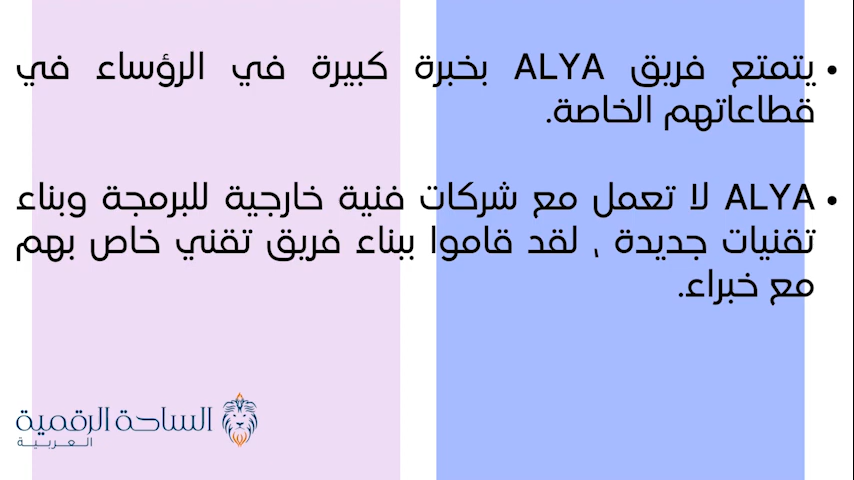 • يتمتع فريق ALYA بخبرة كبيرة في الرؤساء في
قطاعاتهم الخاصة.
• ALYA لا تعمل مع شركات فنية خارجية للبرمجة وبناء
تقنيات جديدة ، لقد قاموا ببناء فريق تقني خاص بهم
مع خبراء.
الساحة الرقمية
العربية